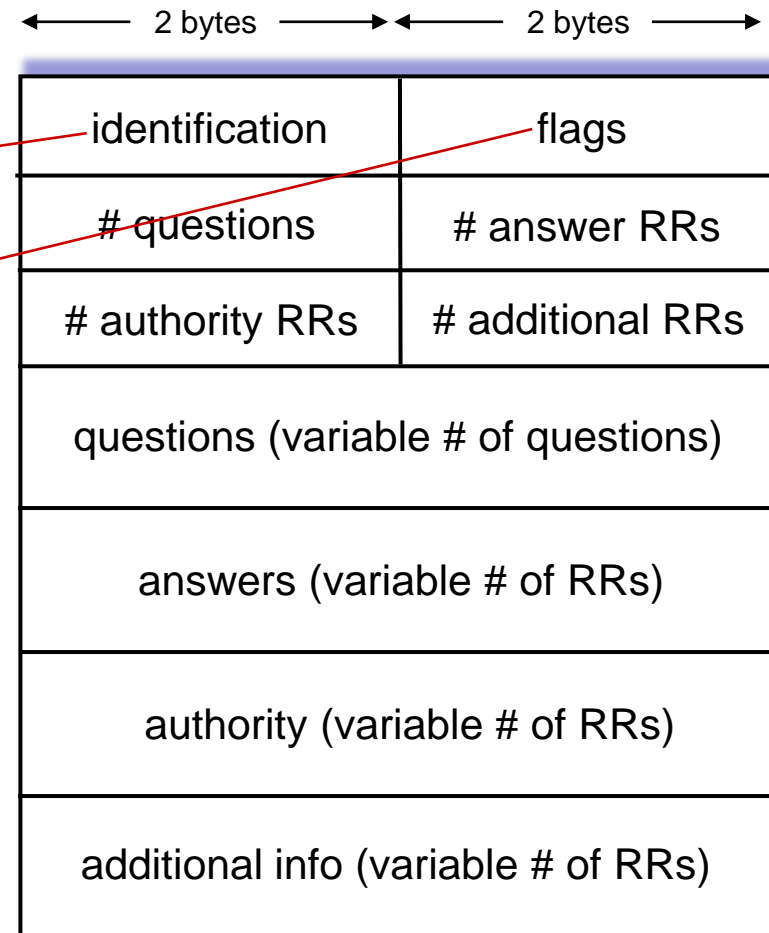 2 bytes 2 bytes
identification flags
# questions # answer RRs
# authority RRs # additional RRs
questions (variable # of questions)
answers (variable # of RRs)
authority (variable # of RRs)
additional info (variable # of RRs)